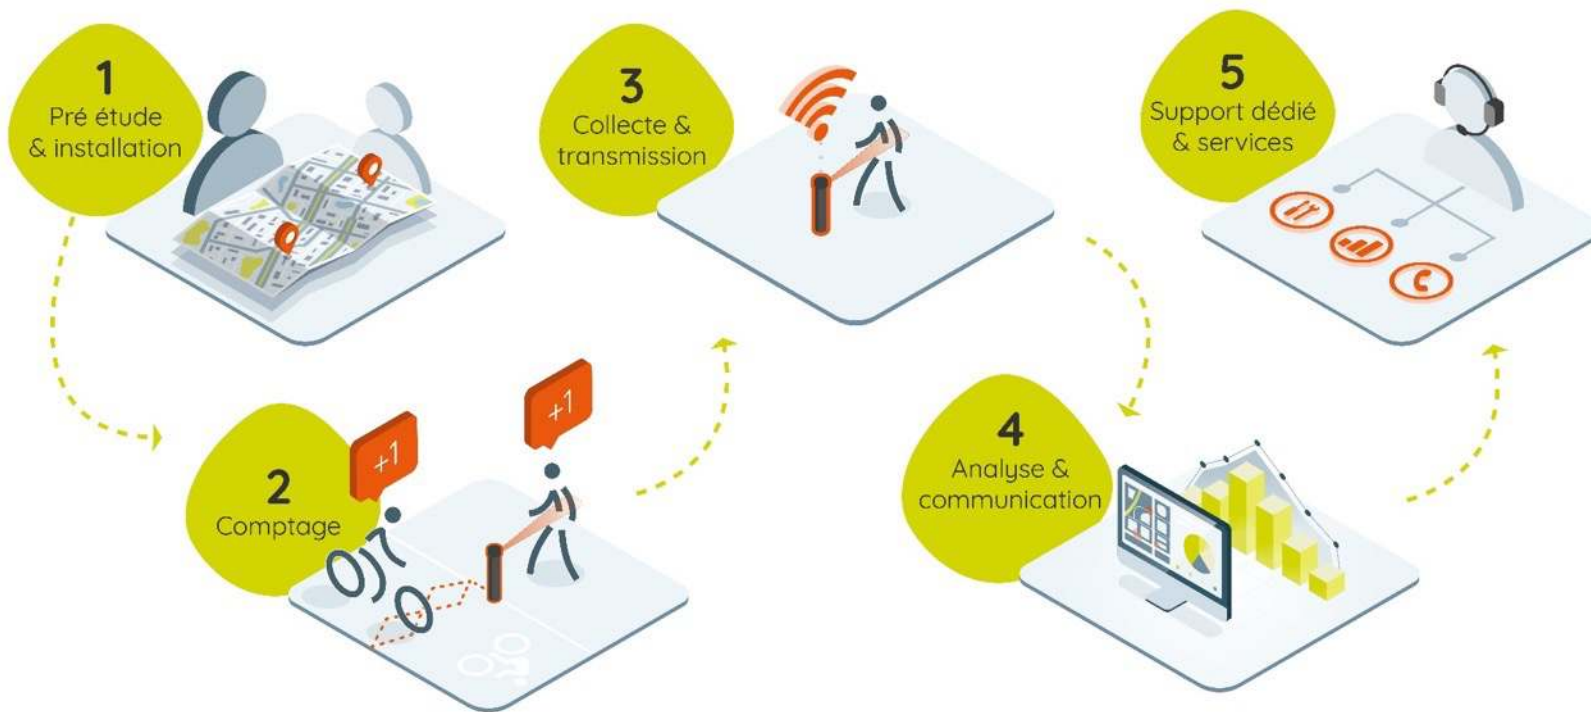 1
Pré étude
& installation
2
Comptage
+1
+1
3
Collecte &
transmission
4
Analyse &
communication
5
Support dédié
& services